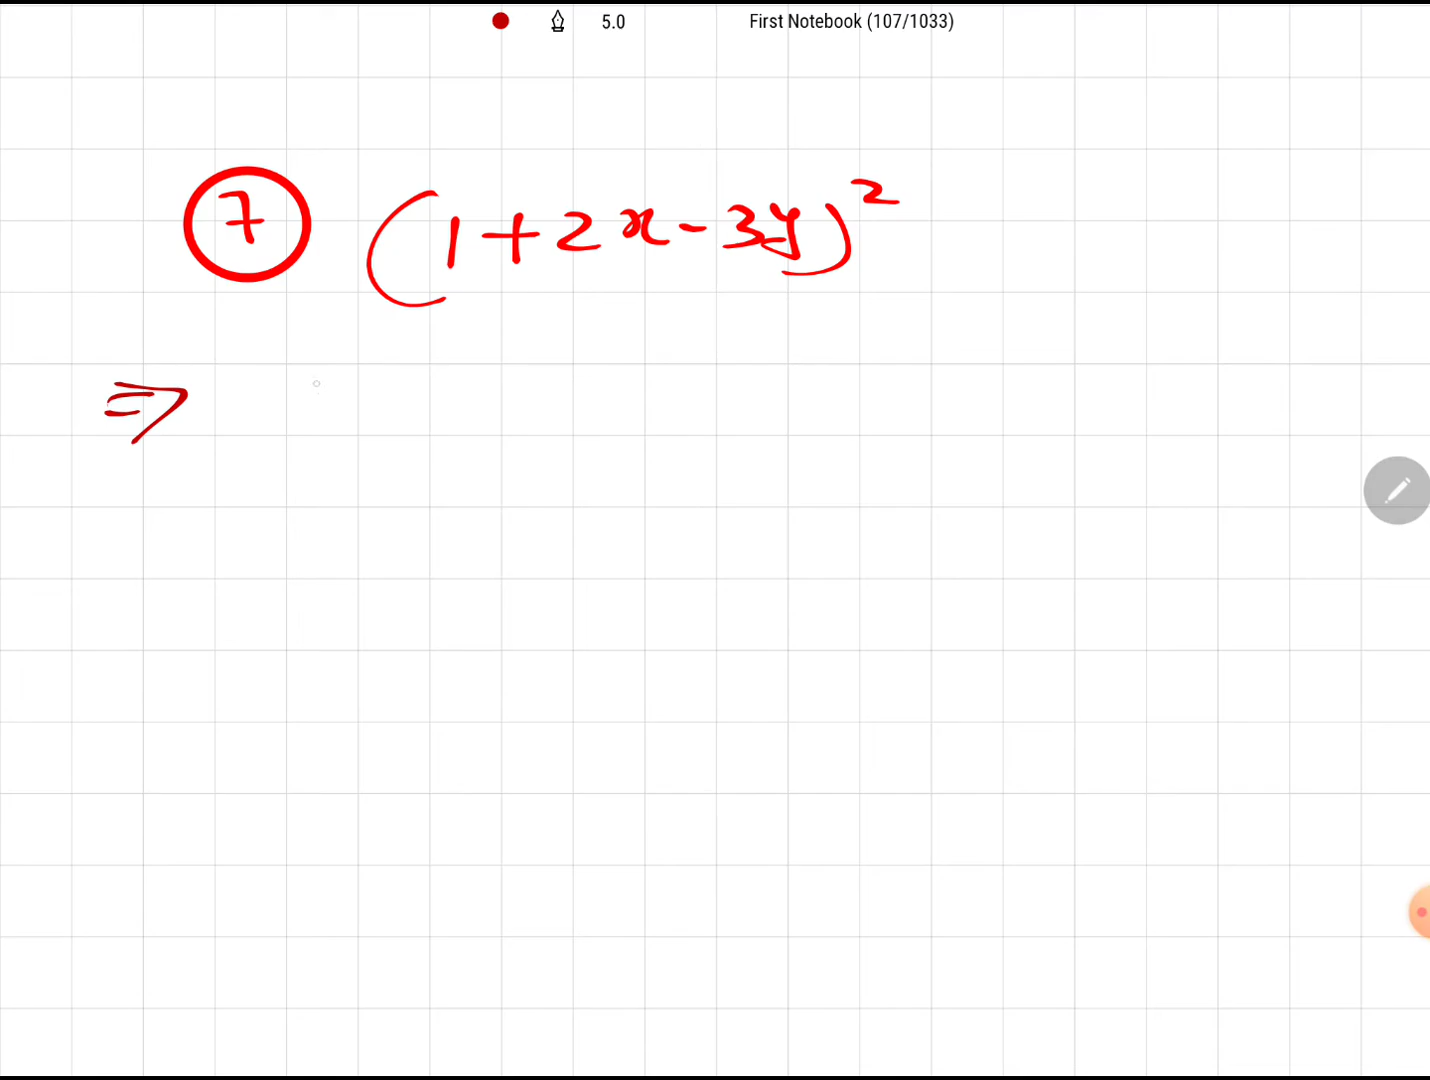 5.0 First Notebook (107/1033)
7 (1+2x-3y)²
⇒